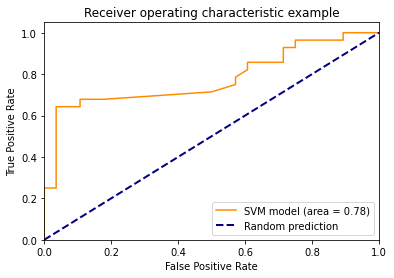 Receiver operating characteristic example
True Positive Rate
1.0
0.8
0.6
0.4
0.2
0.0
SVM model (area = 0.78)
Random prediction
0.0 0.2 0.4 0.6 0.8 1.0
False Positive Rate